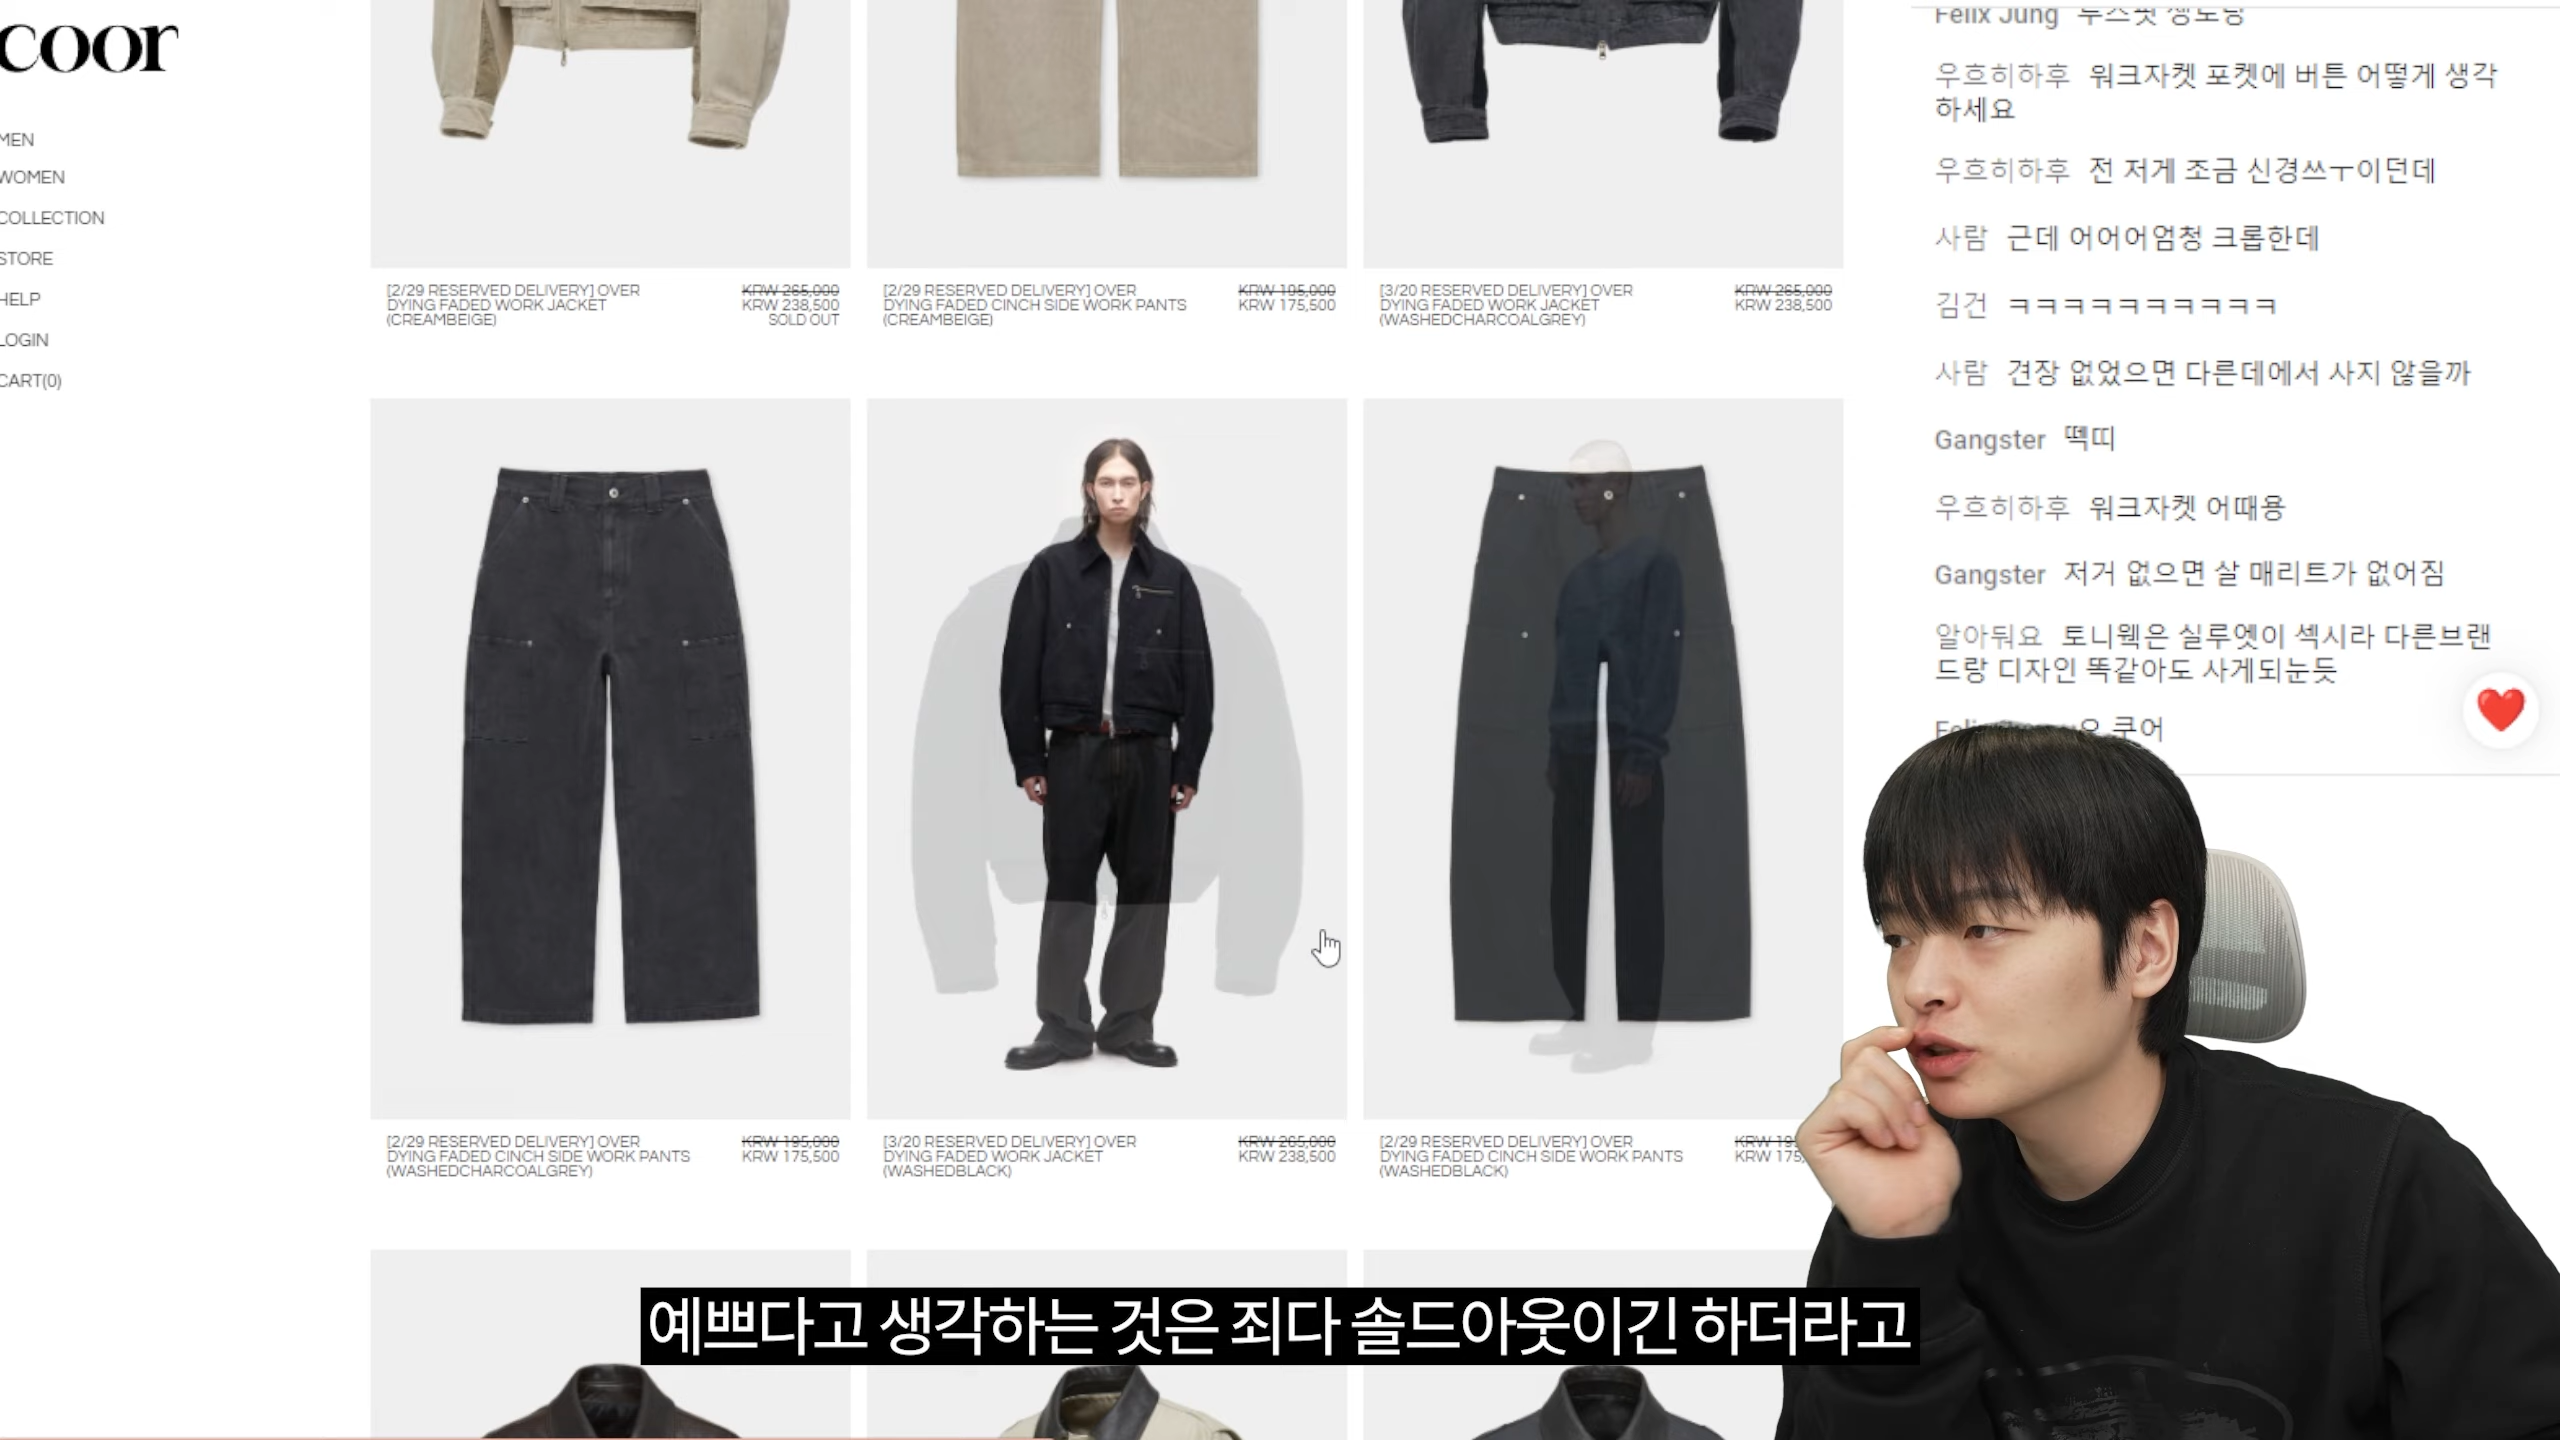 coor
MEN
WOMEN
COLLECTION
STORE
HELP
LOGIN
CART(0)
[2/29 RESERVED DELIVERY] OVER
DYING FADED WORK JACKET
(CREAMBEIGE)
KRW 265,000
KRW 238,500
SOLD OUT
[2/29 RESERVED DELIVERY] OVER
DYING FADED CINCH SIDE WORK PANTS
(CREAMBEIGE)
KRW 195,000
KRW 175,500
[3/20 RESERVED DELIVERY] OVER
DYING FADED WORK JACKET
(WASHEDCHARCOALGREY)
KRW 265,000
KRW 238,500
[2/29 RESERVED DELIVERY] OVER
DYING FADED CINCH SIDE WORK PANTS
(WASHEDCHARCOALGREY)
KRW 195,000
KRW 175,500
[3/20 RESERVED DELIVERY] OVER
DYING FADED WORK JACKET
(WASHEDBLACK)
KRW 265,000
KRW 238,500
[2/29 RESERVED DELIVERY] OVER
DYING FADED CINCH SIDE WORK PANTS
(WASHEDBLACK)
KRW
KRW 175,
Felix Jung
우흐히하후 워크자켓 포켓에 버튼 어떻게 생각
하세요
우흐히하후 전 저게 조금 신경쓰ㅜ이던데
사람 근데 어어어엄청 크롭한데
김건 ㅋㅋㅋㅋㅋㅋㅋㅋㅋㅋ
사람 견장 없었으면 다른데에서 사지 않을까
Gangster 떽띠
우흐히하후 워크자켓 어때용
Gangster 저거 없으면 살 매리트가 없어짐
알아둬요 토니웩은 실루엣이 섹시라 다른브랜
드랑 디자인 똑같아도 사게되눈듯
쿠어
예쁘다고 생각하는 것은 죄다 솔드아웃이긴 하더라고